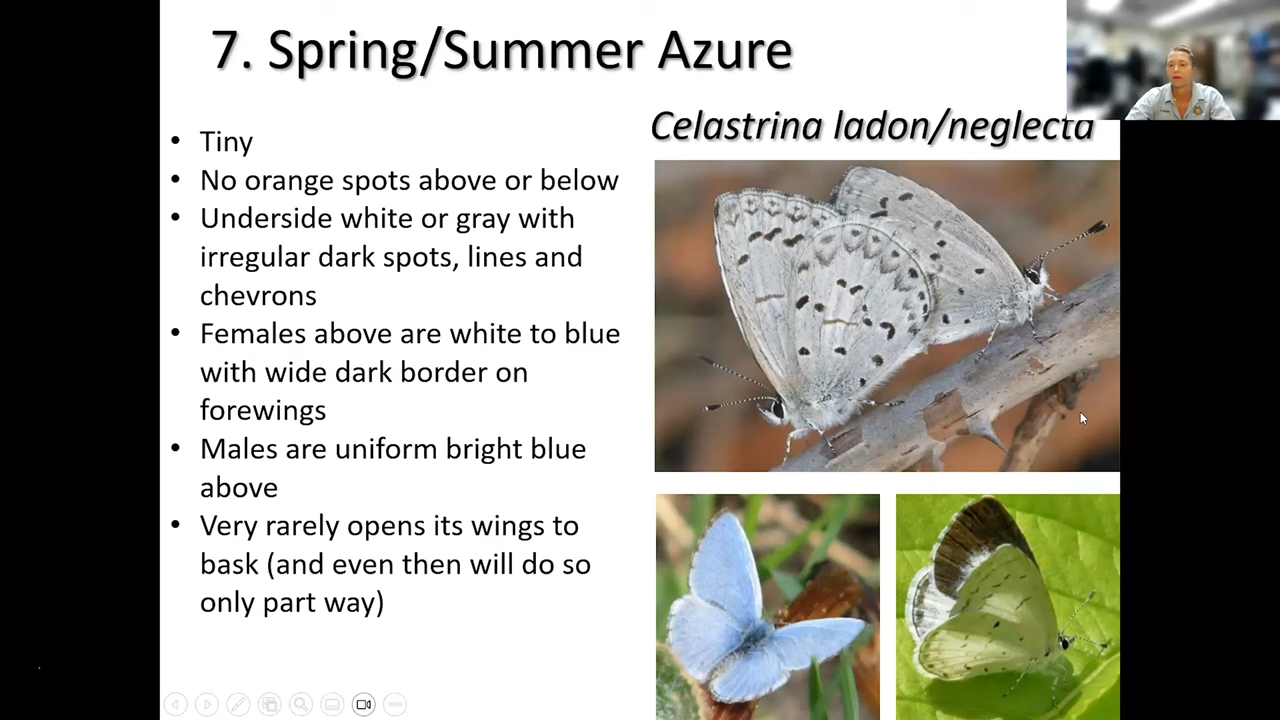 7. Spring/Summer Azure
Celastrina ladon/neglecta
• Tiny
• No orange spots above or below
• Underside white or gray with
irregular dark spots, lines and
chevrons
• Females above are white to blue
with wide dark border on
forewings
• Males are uniform bright blue
above
• Very rarely opens its wings to
bask (and even then will do so
only part way)